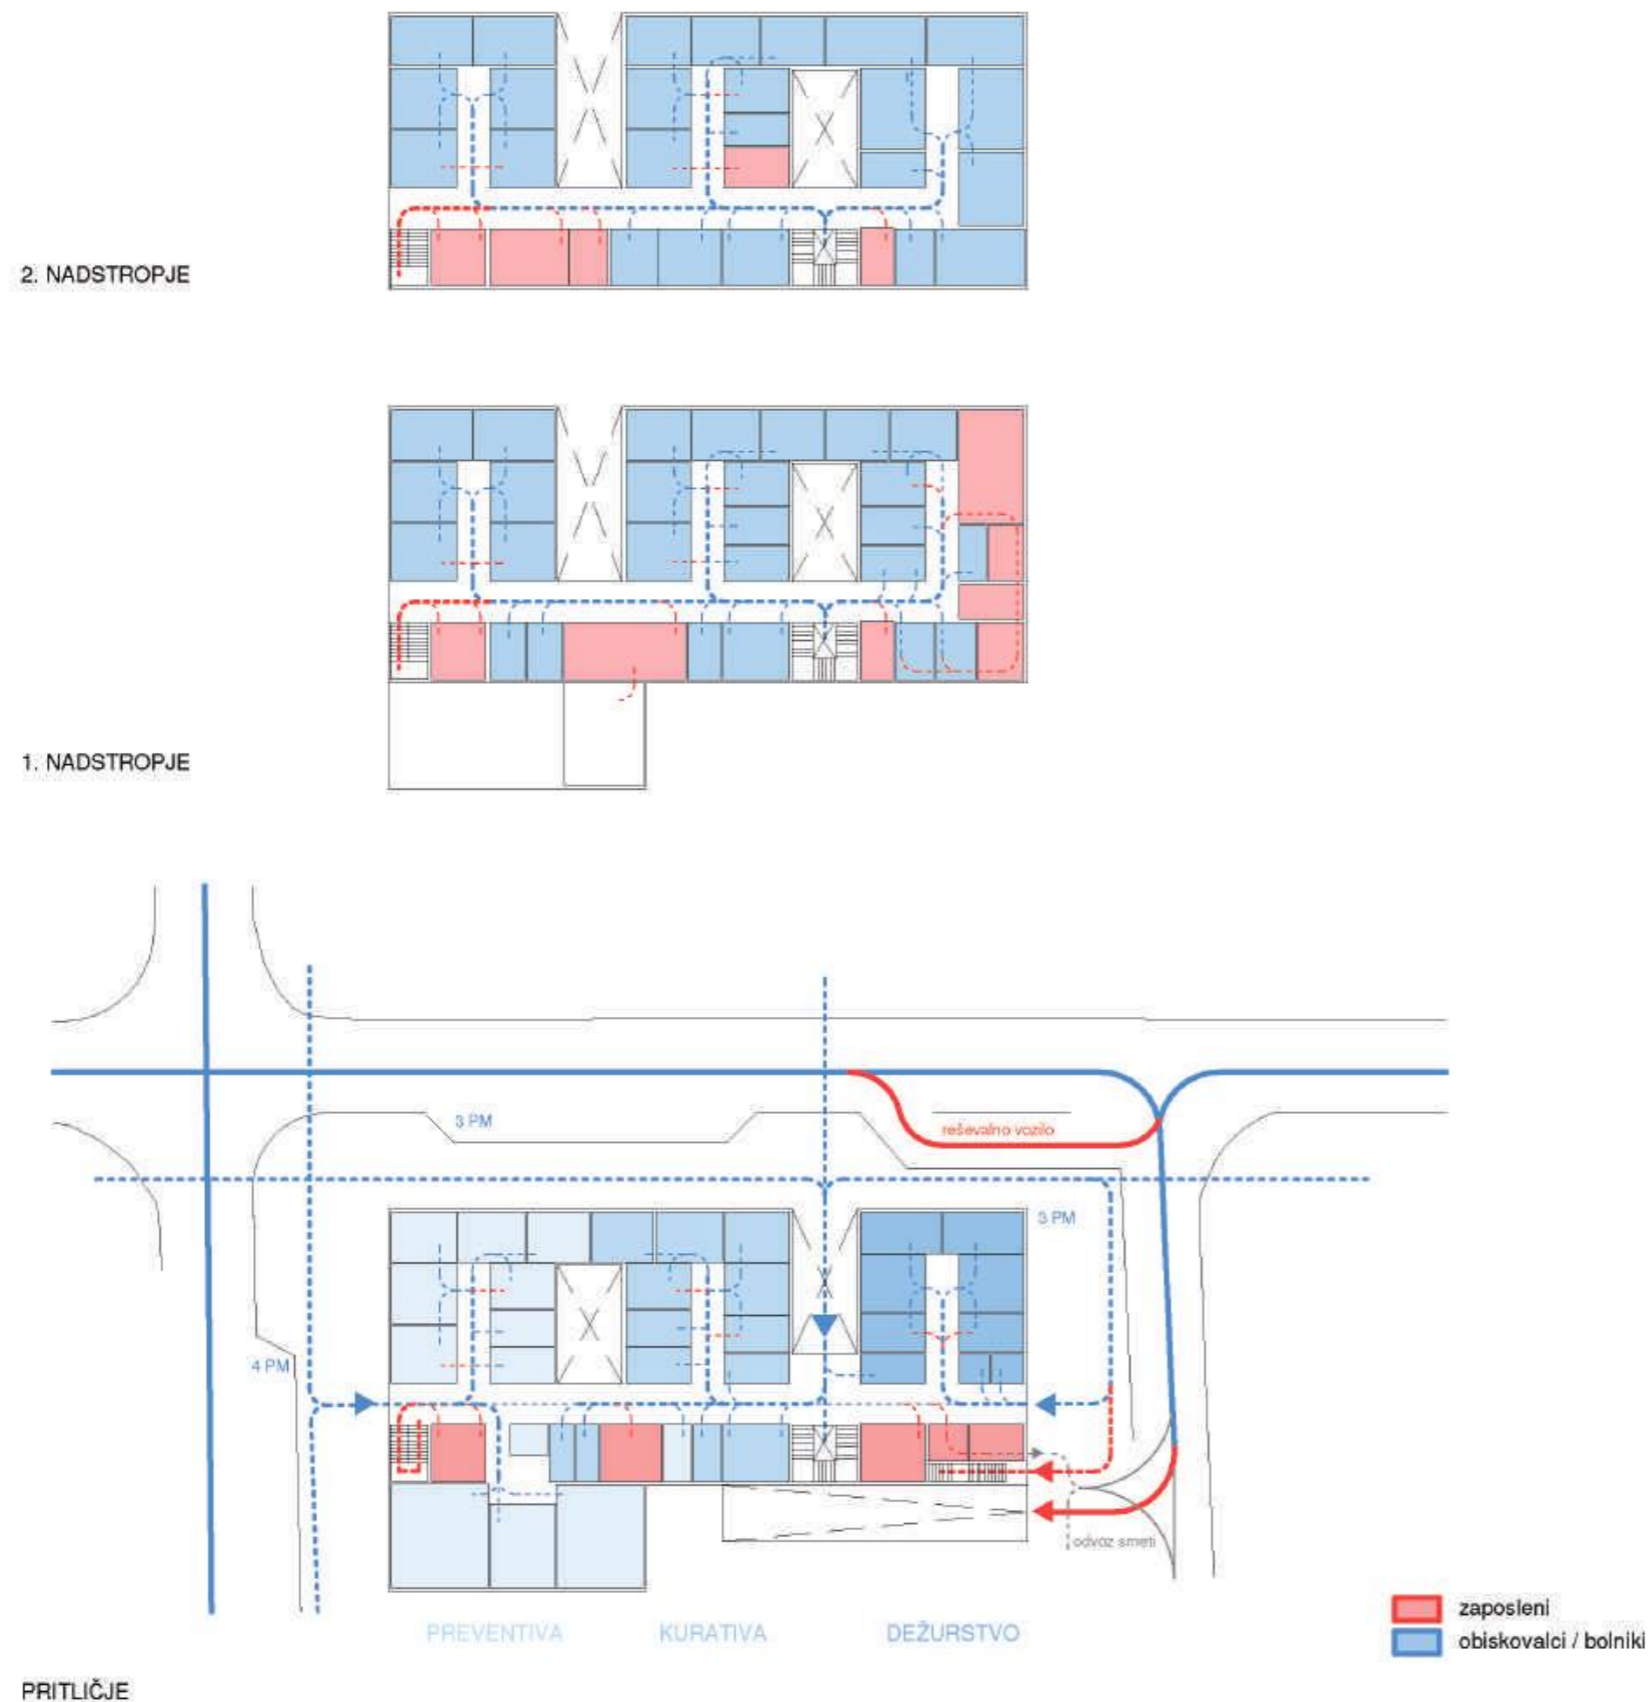 2. NADSTROPJE
1. NADSTROPJE
3 PM
reševalno vozilo
3 PM
4 PM
odvoz smeti
PREVENTIVA
KURATIVA
DEŽURSTVO
zaposleni
obiskovalci / bolniki
PRITLIČJE